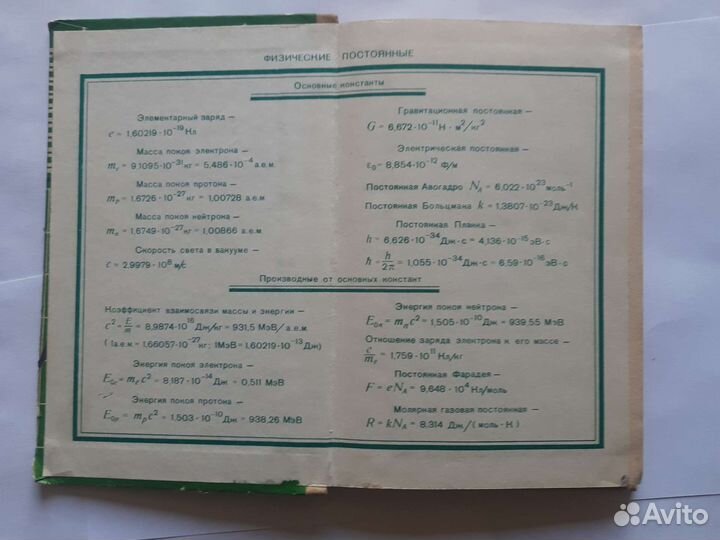 ФИЗИЧЕСКИЕ ПОСТОЯННЫЕ
Основные константы
Элементарный заряд –
e = 1,60219·10⁻¹⁹ Кл
Масса покоя электрона –
mₑ = 9,1095·10⁻³¹ кг = 5,486·10⁻⁴ а.е.м.
Масса покоя протона –
mₚ = 1,6726·10⁻²⁷ кг = 1,00728 а.е.м.
Масса покоя нейтрона –
mₙ = 1,6749·10⁻²⁷ кг = 1,00866 а.е.м.
Скорость света в вакууме –
c = 2,9979·10⁸ м/с
Гравитационная постоянная –
G = 6,672·10⁻¹¹ Н · м²/кг²
Электрическая постоянная –
ε₀ = 8,854·10⁻¹² Ф/м
Постоянная Авогадро N_A = 6,022·10²³ моль⁻¹
Постоянная Больцмана k = 1,3807·10⁻²³ Дж/К
Постоянная Планка –
h = 6,626·10⁻³⁴ Дж·с = 4,136·10⁻¹⁵ эВ·с
ħ = h/2π = 1,055·10⁻³⁴ Дж·с = 6,59·10⁻¹⁶ эВ·с
Производные от основных констант
Коэффициент взаимосвязи массы и энергии –
c² = E/m = 8,9874·10¹⁶ Дж/кг = 931,5 МэВ/а.е.м.
(1а.е.м. = 1,66057·10⁻²⁷ кг; 1МэВ = 1,60219·10⁻¹³ Дж)
Энергия покоя электрона –
E₀ₑ = mₑc² = 8,187·10⁻¹⁴ Дж = 0,511 МэВ
Энергия покоя протона –
E₀ₚ = mₚc² = 1,503·10⁻¹⁰ Дж = 938,26 МэВ
Энергия покоя нейтрона –
E₀ₙ = mₙc² = 1,505·10⁻¹⁰ Дж = 939,55 МэВ
Отношение заряда электрона к его массе –
e/mₑ = 1,759·10¹¹ Кл/кг
Постоянная Фарадея –
F = eN_A = 9,648·10⁴ Кл/моль
Молярная газовая постоянная –
R = kN_A = 8,314 Дж/(моль·К)
Avito